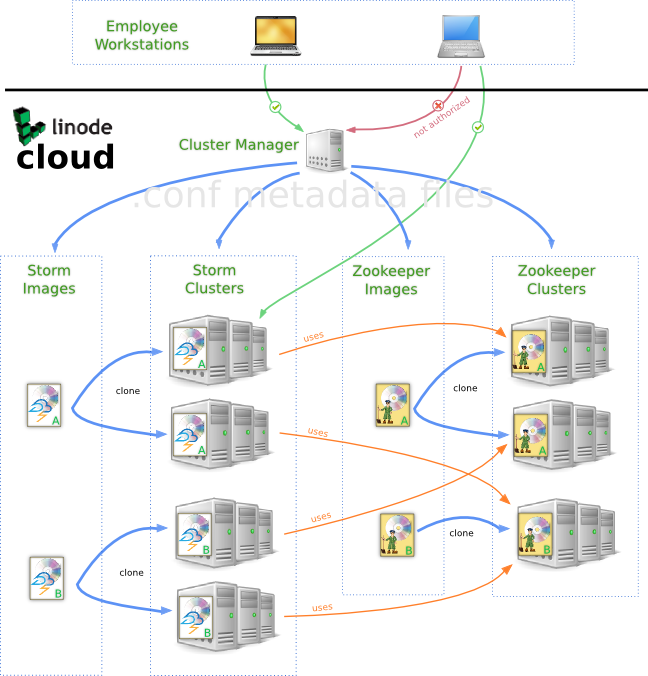 Employee
Workstations
linode
cloud
not authorized
Cluster Manager
.conf metadata files
Storm
Images
Storm
Clusters
Zookeeper
Images
Zookeeper
Clusters
uses
A
A
clone
A
clone
A
A
uses
A
uses
B
B
clone
B
clone
B
uses
B